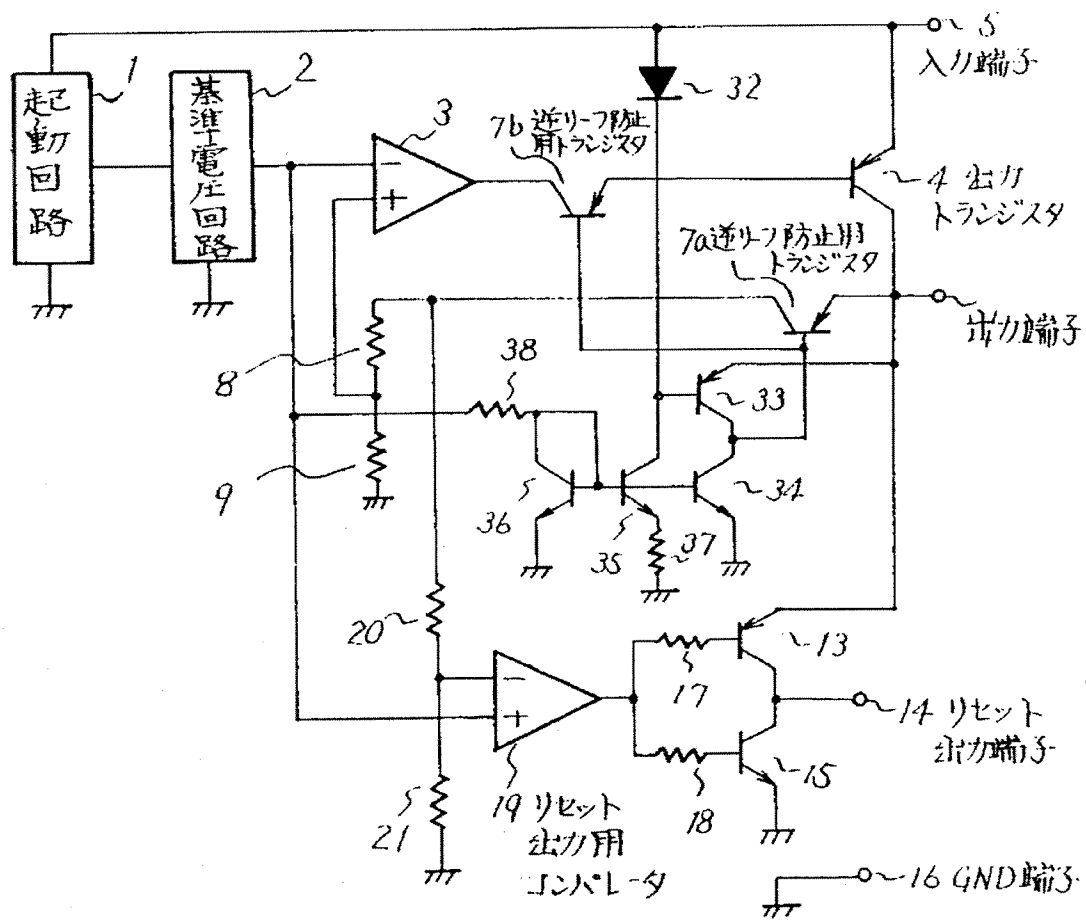 1
起動回路
2
基準電圧回路
3
7b 逆リーフ防止
用トランジスタ
32
5
入力端子
4 出力
トランジスタ
7a逆リーフ防止用
トランジスタ
出力端子
8
9
38
33
34
36
35
37
20
21
19 リセット
出力用
コンパレータ
17
18
13
15
14 リセット
出力端子
16 GND端子
−
+
−
+